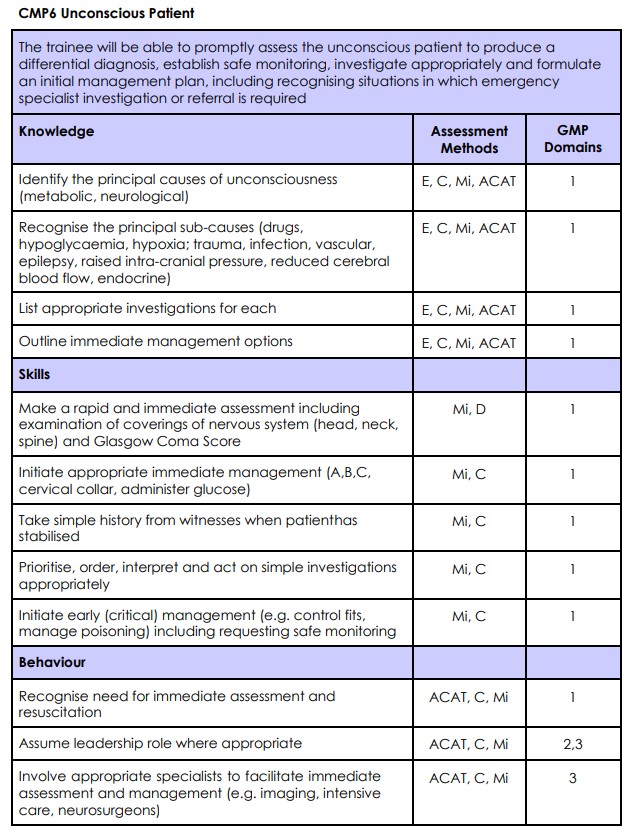 CMP6 Unconscious Patient
The trainee will be able to promptly assess the unconscious patient to produce a
differential diagnosis, establish safe monitoring, investigate appropriately and formulate
an initial management plan, including recognising situations in which emergency
specialist investigation or referral is required
Knowledge Assessment Methods GMP Domains
Identify the principal causes of unconsciousness
(metabolic, neurological) E, C, Mi, ACAT 1
Recognise the principal sub-causes (drugs,
hypoglycaemia, hypoxia; trauma, infection, vascular,
epilepsy, raised intra-cranial pressure, reduced cerebral
blood flow, endocrine) E, C, Mi, ACAT 1
List appropriate investigations for each E, C, Mi, ACAT 1
Outline immediate management options E, C, Mi, ACAT 1
Skills
Make a rapid and immediate assessment including
examination of coverings of nervous system (head, neck,
spine) and Glasgow Coma Score Mi, D 1
Initiate appropriate immediate management (A,B,C,
cervical collar, administer glucose) Mi, C 1
Take simple history from witnesses when patienthas
stabilised Mi, C 1
Prioritise, order, interpret and act on simple investigations
appropriately Mi, C 1
Initiate early (critical) management (e.g. control fits,
manage poisoning) including requesting safe monitoring Mi, C 1
Behaviour
Recognise need for immediate assessment and
resuscitation ACAT, C, Mi 1
Assume leadership role where appropriate ACAT, C, Mi 2,3
Involve appropriate specialists to facilitate immediate
assessment and management (e.g. imaging, intensive
care, neurosurgeons) ACAT, C, Mi 3